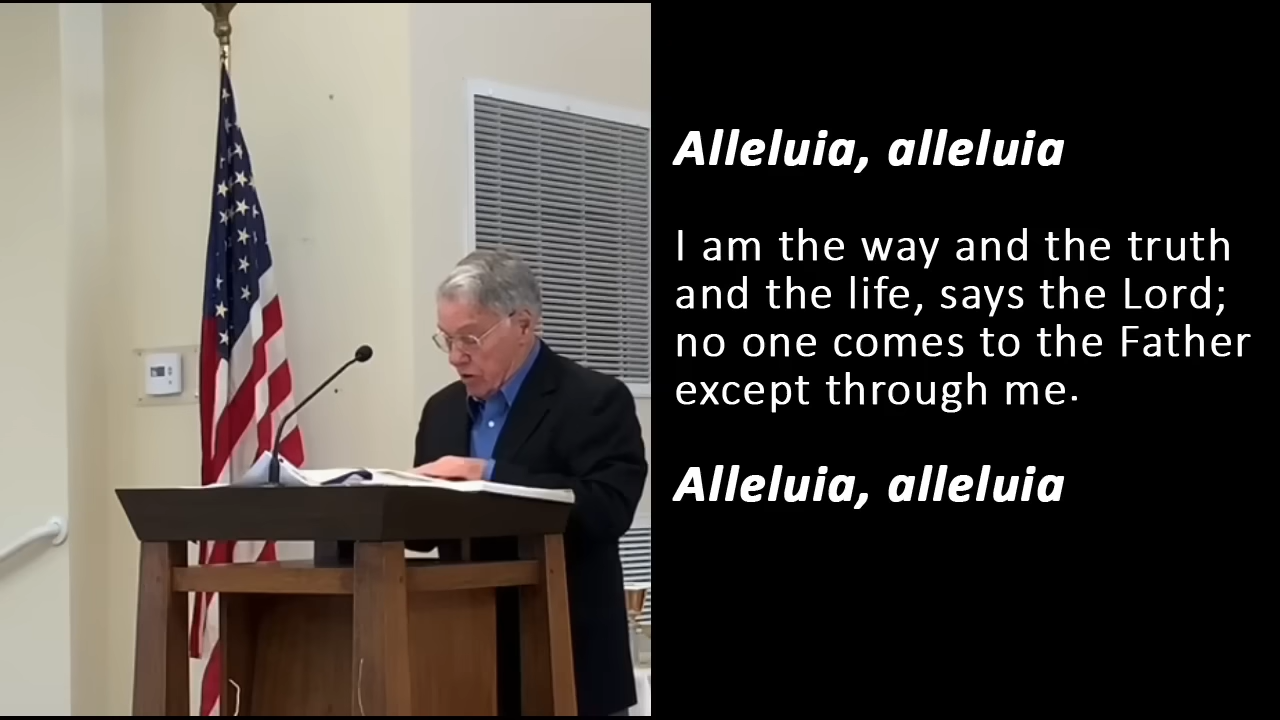 Alleluia, alleluia
I am the way and the truth
and the life, says the Lord;
no one comes to the Father
except through me.
Alleluia, alleluia